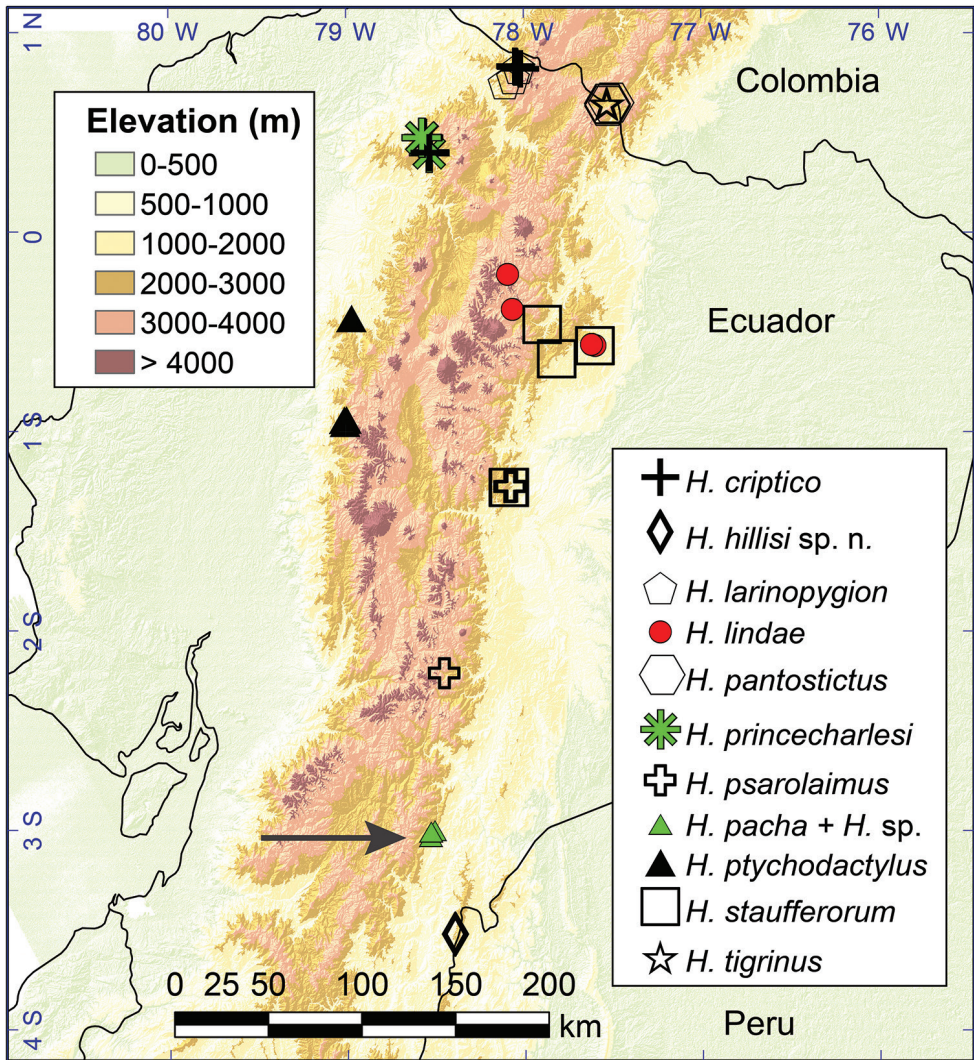 80 W
79 W
78 W
77 W
76 W
1 N
0
1 S
2 S
3 S
4 S
Colombia
Ecuador
Peru
Elevation (m)
0-500
500-1000
1000-2000
2000-3000
3000-4000
> 4000
H. criptico
H. hillisi sp. n.
H. larinopygion
H. lindae
H. pantostictus
H. princecharlesi
H. psarolaimus
H. pacha + H. sp.
H. ptychodactylus
H. staufferorum
H. tigrinus
0 25 50 100 150 200
km